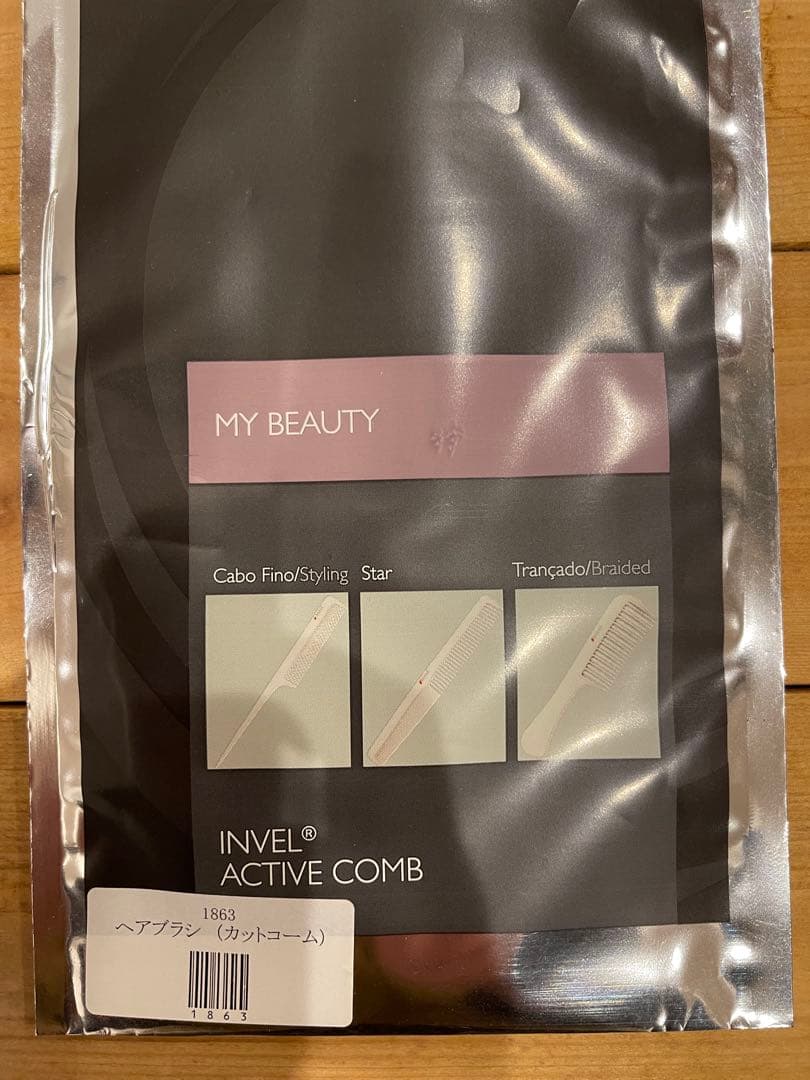 MY BEAUTY
Cabo Fino/Styling Star Trançado/Braided
INVEL®
ACTIVE COMB
1863
ヘアブラシ （カットコーム）
1863